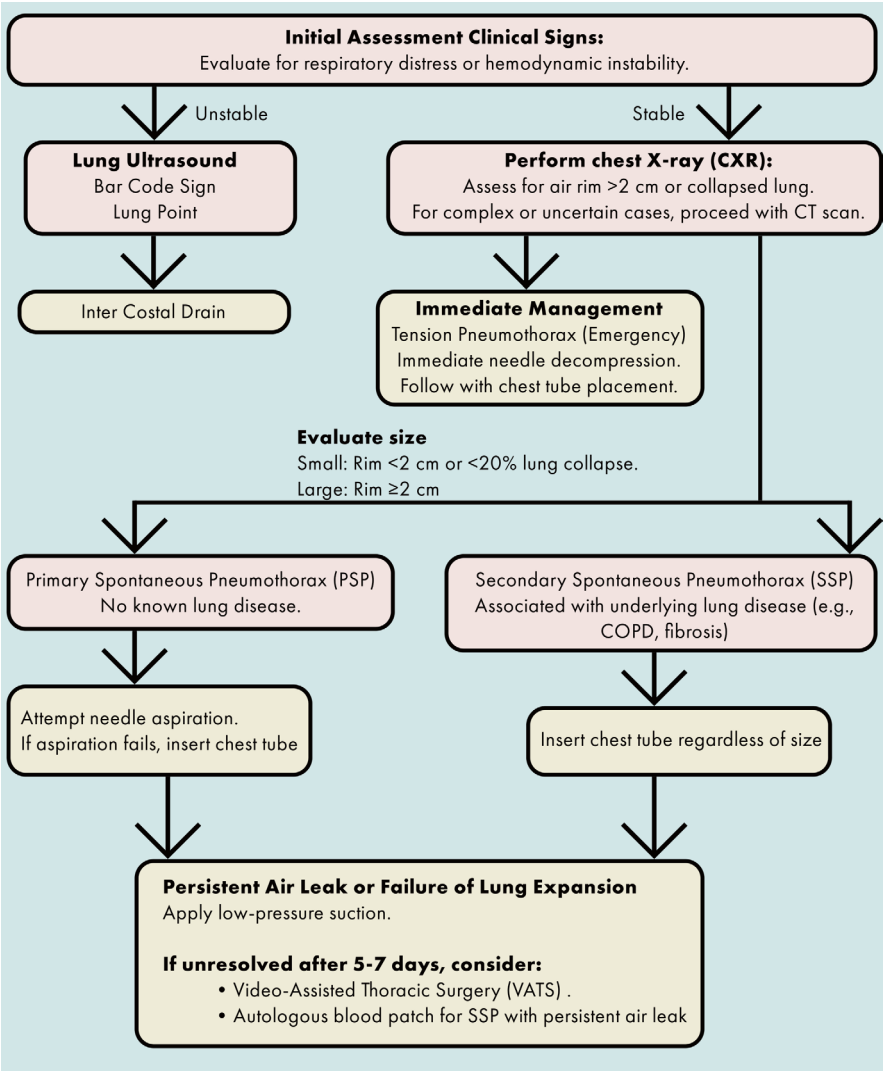 Initial Assessment Clinical Signs:
Evaluate for respiratory distress or hemodynamic instability.
Unstable
Stable
Lung Ultrasound
Bar Code Sign
Lung Point
Perform chest X-ray (CXR):
Assess for air rim >2 cm or collapsed lung.
For complex or uncertain cases, proceed with CT scan.
Inter Costal Drain
Immediate Management
Tension Pneumothorax (Emergency)
Immediate needle decompression.
Follow with chest tube placement.
Evaluate size
Small: Rim <2 cm or <20% lung collapse.
Large: Rim ≥2 cm
Primary Spontaneous Pneumothorax (PSP)
No known lung disease.
Secondary Spontaneous Pneumothorax (SSP)
Associated with underlying lung disease (e.g.,
COPD, fibrosis)
Attempt needle aspiration.
If aspiration fails, insert chest tube
Insert chest tube regardless of size
Persistent Air Leak or Failure of Lung Expansion
Apply low-pressure suction.
If unresolved after 5-7 days, consider:
• Video-Assisted Thoracic Surgery (VATS) .
• Autologous blood patch for SSP with persistent air leak